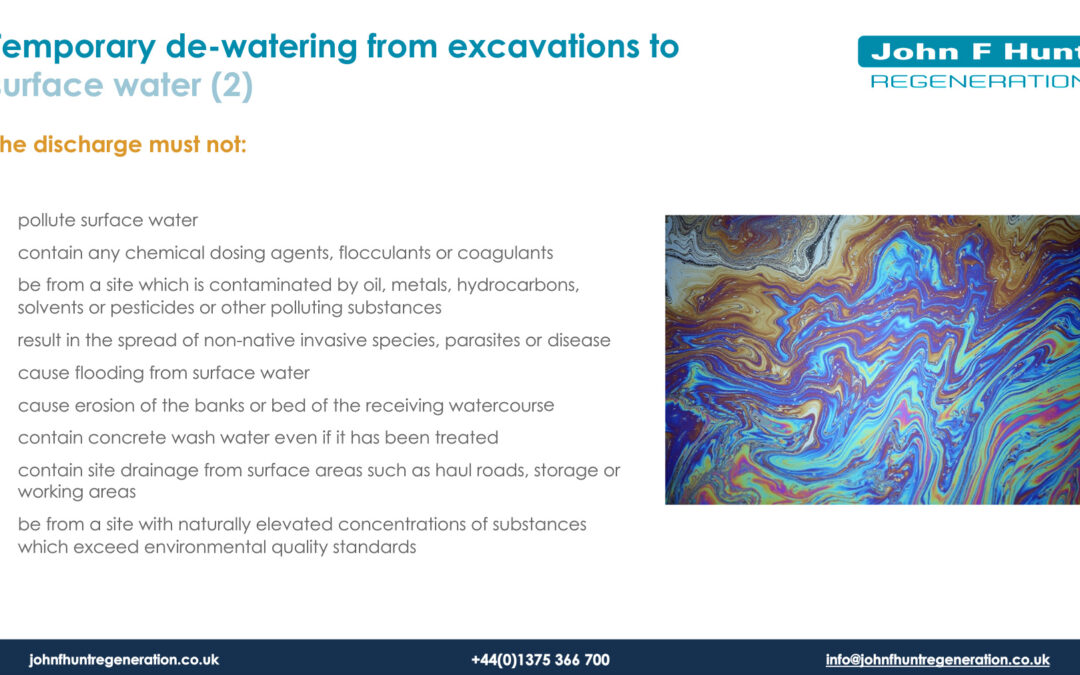 Temporary de-watering from excavations to
surface water (2)
John F Hunt
REGENERATION
the discharge must not:
pollute surface water
contain any chemical dosing agents, flocculants or coagulants
be from a site which is contaminated by oil, metals, hydrocarbons,
solvents or pesticides or other polluting substances
result in the spread of non-native invasive species, parasites or disease
cause flooding from surface water
cause erosion of the banks or bed of the receiving watercourse
contain concrete wash water even if it has been treated
contain site drainage from surface areas such as haul roads, storage or
working areas
be from a site with naturally elevated concentrations of substances
which exceed environmental quality standards
johnfhuntregeneration.co.uk
+44(0)1375 366 700
info@johnfhuntregeneration.co.uk